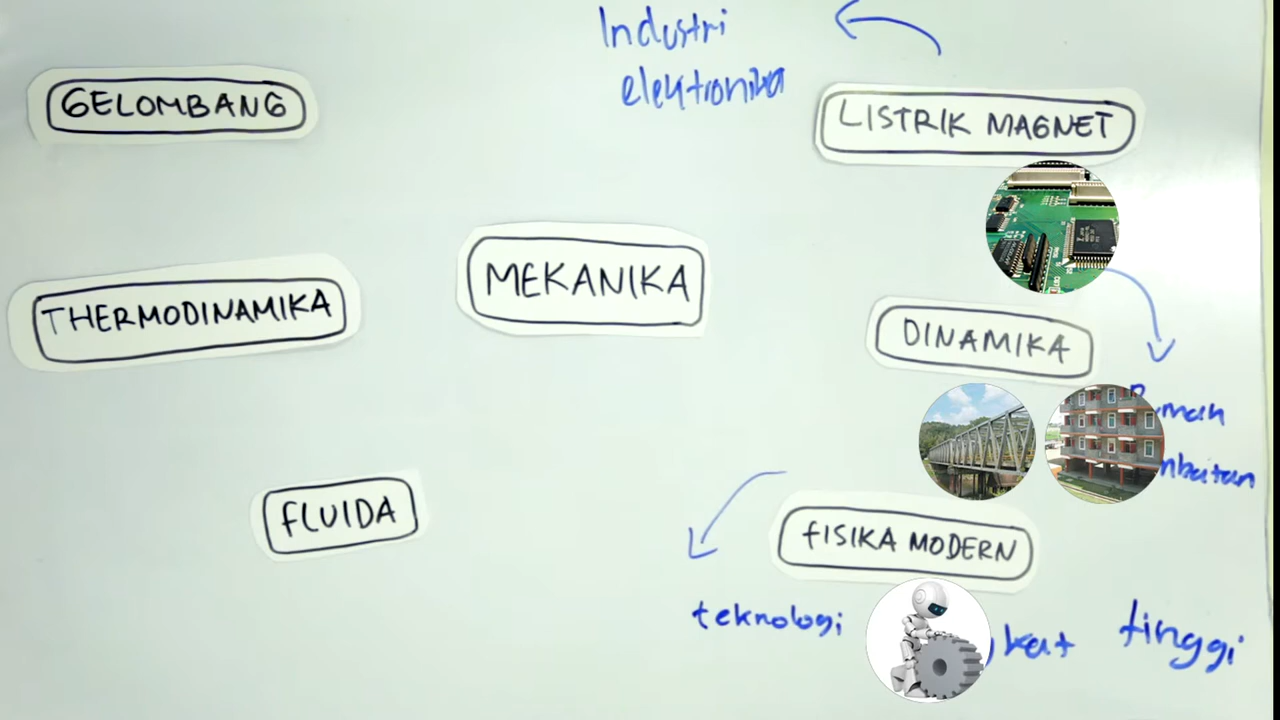 Industri
elektronika
GELOMBANG
LISTRIK MAGNET
MEKANIKA
THERMODINAMIKA
DINAMIKA
FLUIDA
FISIKA MODERN
teknologi
tinggi